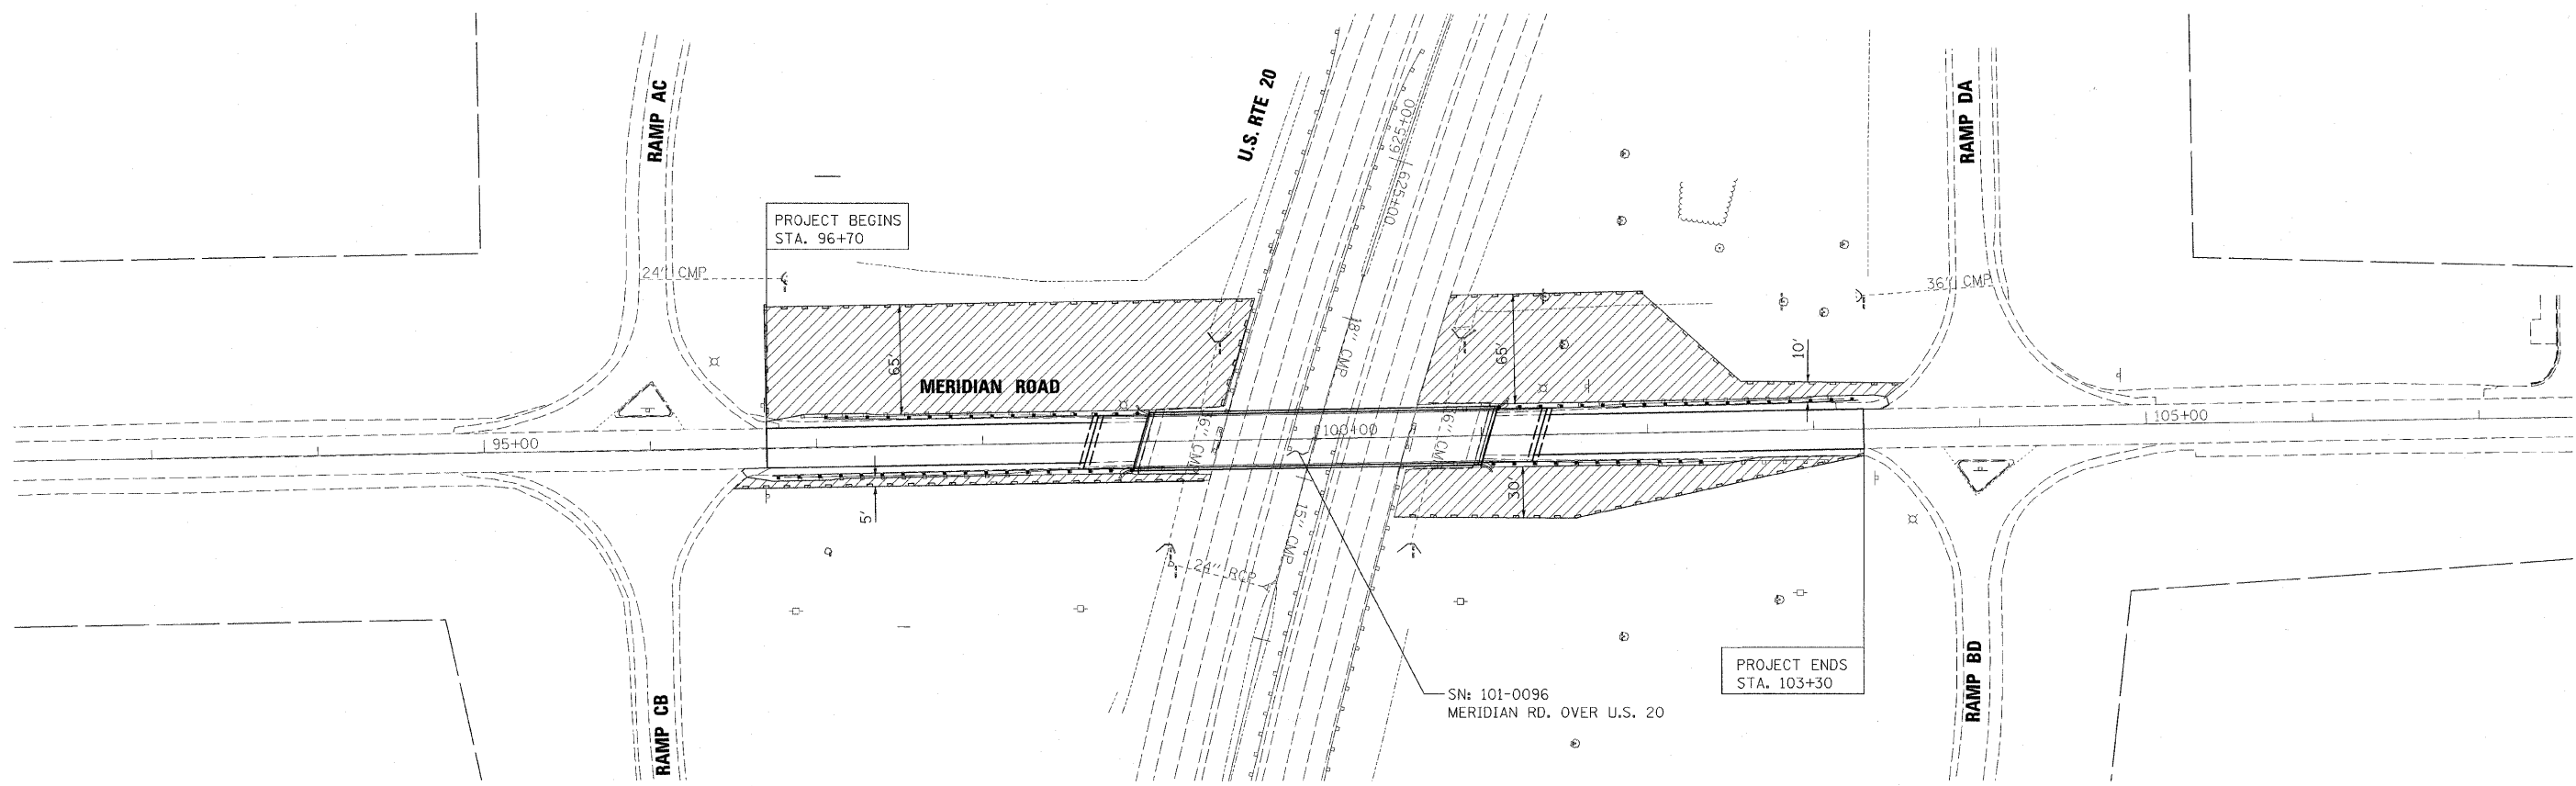 RAMP AC
U.S. RTE 20
RAMP DA
625+00
625+00
PROJECT BEGINS
STA. 96+70
24" CMP
36" CMP
18" CMP
65'
65'
10'
MERIDIAN ROAD
95+00
100+00
105+00
5'
30'
15" CMP
24" RCP
PROJECT ENDS
STA. 103+30
SN: 101-0096
MERIDIAN RD. OVER U.S. 20
RAMP CB
RAMP BD